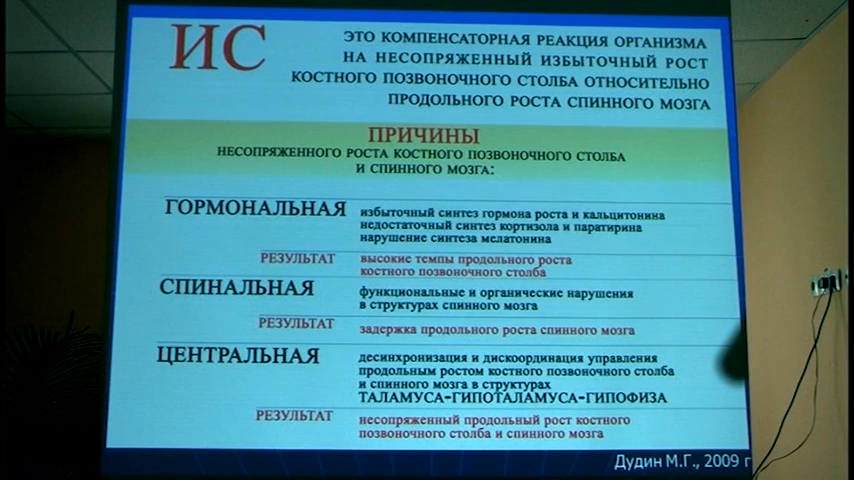 ИС
ЭТО КОМПЕНСАТОРНАЯ РЕАКЦИЯ ОРГАНИЗМА
НА НЕСОПРЯЖЕННЫЙ ИЗБЫТОЧНЫЙ РОСТ
КОСТНОГО ПОЗВОНОЧНОГО СТОЛБА ОТНОСИТЕЛЬНО
ПРОДОЛЬНОГО РОСТА СПИННОГО МОЗГА
ПРИЧИНЫ
НЕСОПРЯЖЕННОГО РОСТА КОСТНОГО ПОЗВОНОЧНОГО СТОЛБА
И СПИННОГО МОЗГА:
ГОРМОНАЛЬНАЯ
избыточный синтез гормона роста и кальцитонина
недостаточный синтез кортизола и паратирина
нарушение синтеза мелатонина
РЕЗУЛЬТАТ
высокие темпы продольного роста
костного позвоночного столба
СПИНАЛЬНАЯ
функциональные и органические нарушения
в структурах спинного мозга
РЕЗУЛЬТАТ
задержка продольного роста спинного мозга
ЦЕНТРАЛЬНАЯ
десинхронизация и дискоординация управления
продольным ростом костного позвоночного столба
и спинного мозга в структурах
ТАЛАМУСА-ГИПОТАЛАМУСА-ГИПОФИЗА
РЕЗУЛЬТАТ
несопряженный продольный рост костного
позвоночного столба и спинного мозга
Дудин М.Г., 2009 г